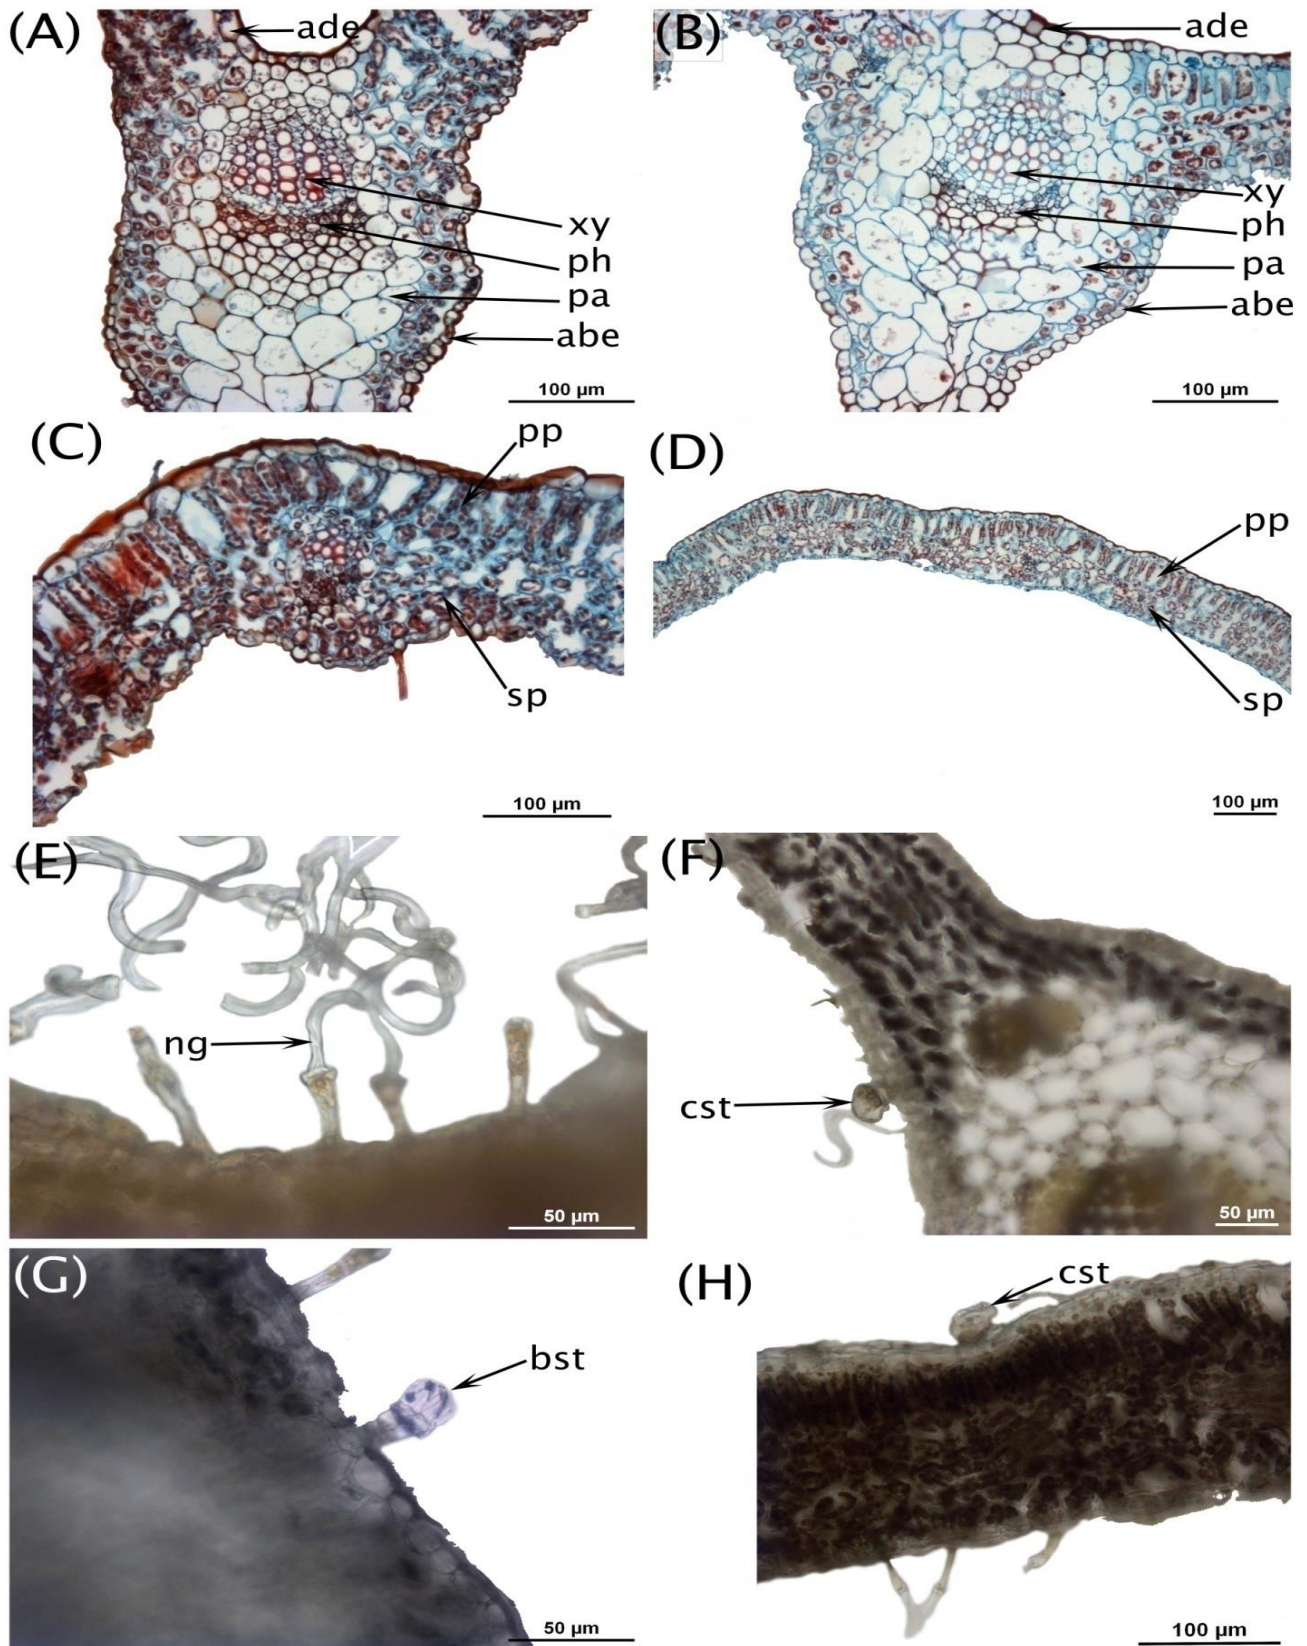 (A)
ade
xy
ph
pa
abe
100 µm
(B)
ade
xy
ph
pa
abe
100 µm
(C)
pp
sp
100 µm
(D)
pp
sp
100 µm
(E)
ng
50 µm
(F)
cst
50 µm
(G)
bst
50 µm
(H)
cst
100 µm